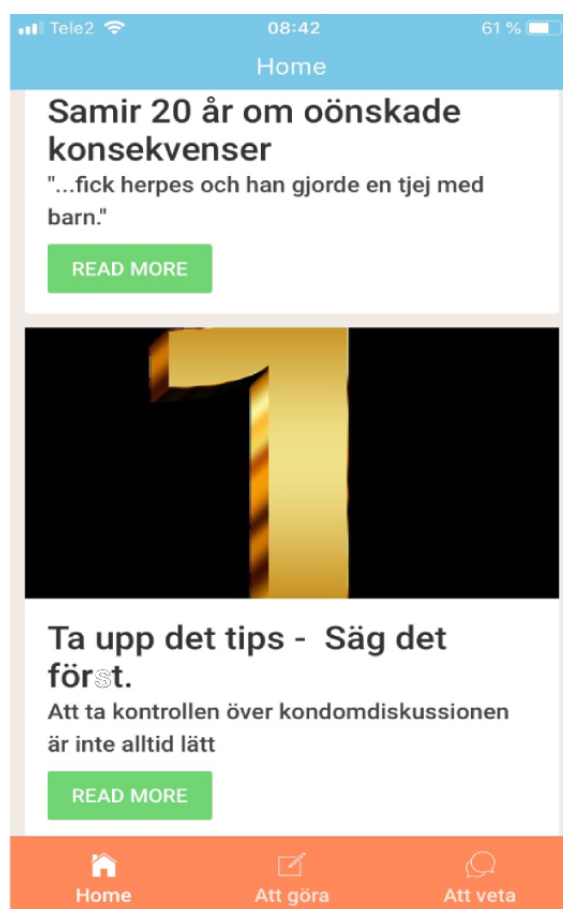 Tele2 08:42 61 %
Home
Samir 20 år om oönskade
konsekvenser
"...fick herpes och han gjorde en tjej med
barn."
READ MORE
1
Ta upp det tips - Säg det
först.
Att ta kontrollen över kondomdiskussionen
är inte alltid lätt
READ MORE
Home Att göra Att veta